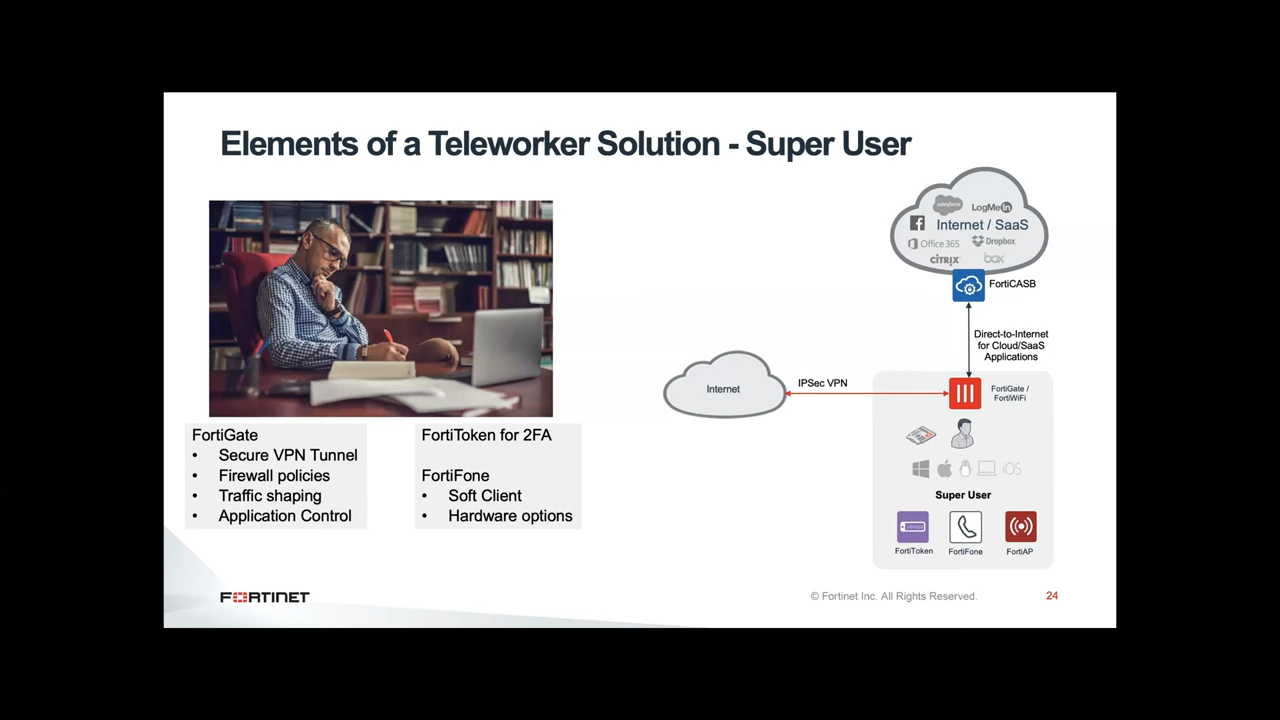 Elements of a Teleworker Solution - Super User
FortiGate
• Secure VPN Tunnel
• Firewall policies
• Traffic shaping
• Application Control
FortiToken for 2FA
FortiFone
• Soft Client
• Hardware options
salesforce
LogMeIn
Internet / SaaS
Office 365
Dropbox
CITRIX
box
FortiCASB
Direct-to-Internet
for Cloud/SaaS
Applications
Internet
IPSec VPN
FortiGate /
FortiWiFi
iOS
Super User
FortiToken
FortiFone
FortiAP
FORTINET
© Fortinet Inc. All Rights Reserved.
24